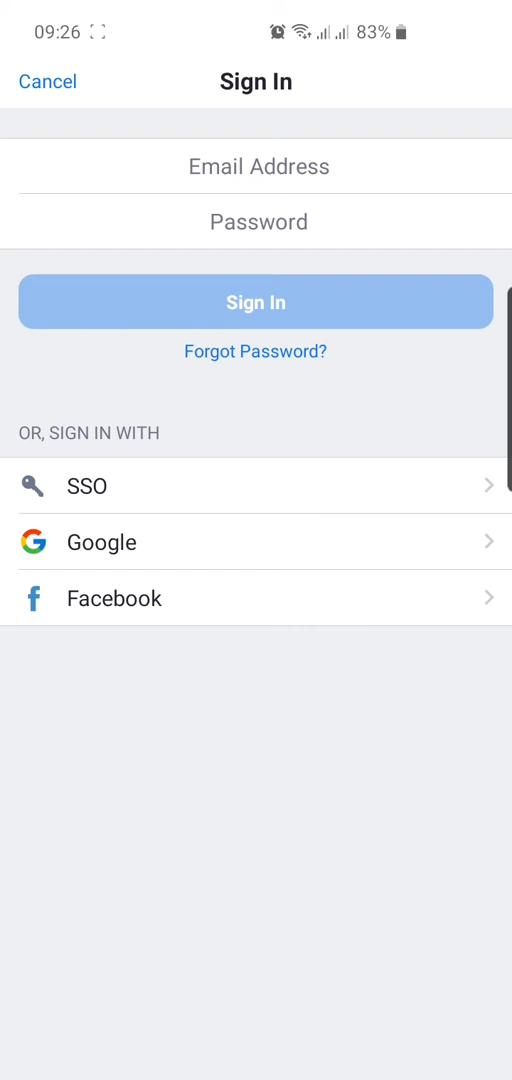 09:26 83%
Cancel Sign In
Email Address
Password
Sign In
Forgot Password?
OR, SIGN IN WITH
SSO
Google
Facebook